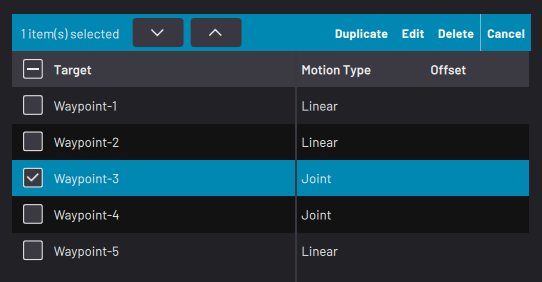 1 item(s) selected Duplicate Edit Delete Cancel
Target Motion Type Offset
Waypoint-1 Linear
Waypoint-2 Linear
Waypoint-3 Joint
Waypoint-4 Joint
Waypoint-5 Linear